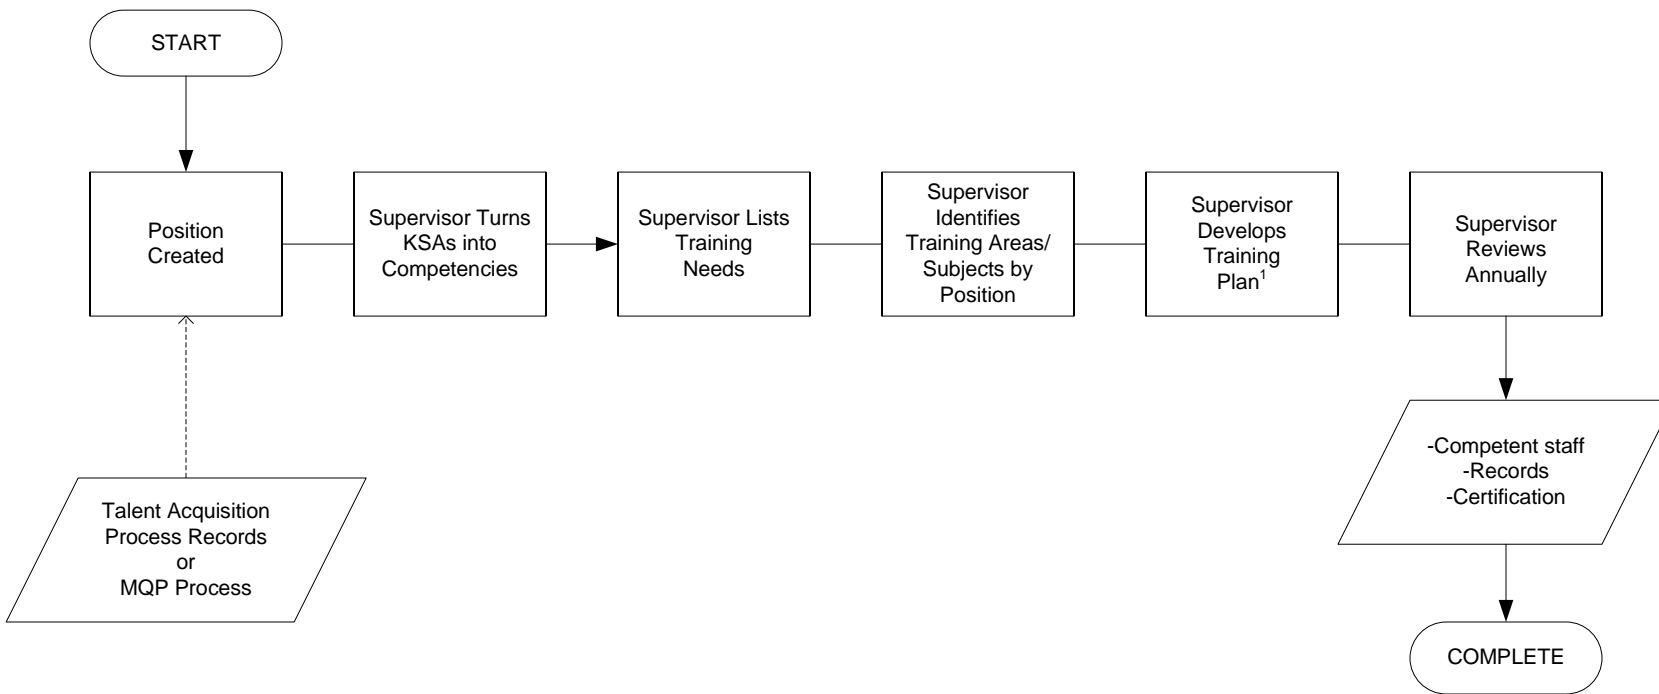 START
Position
Created
Supervisor Turns
KSAs into
Competencies
Supervisor Lists
Training
Needs
Supervisor
Identifies
Training Areas/
Subjects by
Position
Supervisor
Develops
Training
Plan¹
Supervisor
Reviews
Annually
Talent Acquisition
Process Records
or
MQP Process
-Competent staff
-Records
-Certification
COMPLETE